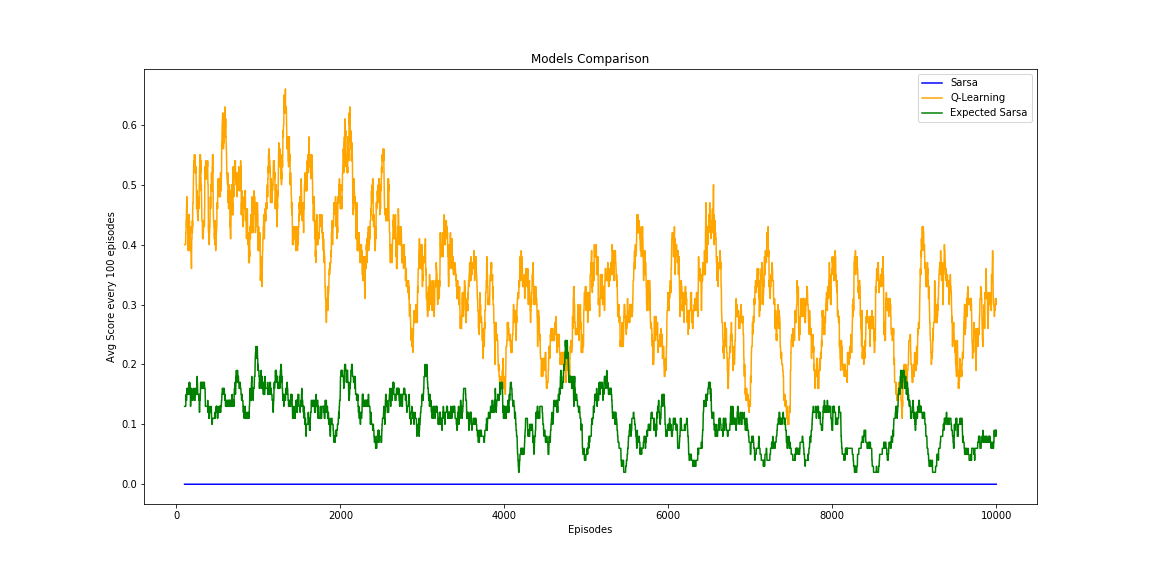 Models Comparison
Sarsa
Q-Learning
Expected Sarsa
Avg Score every 100 episodes
0.6
0.5
0.4
0.3
0.2
0.1
0.0
0 2000 4000 6000 8000 10000
Episodes